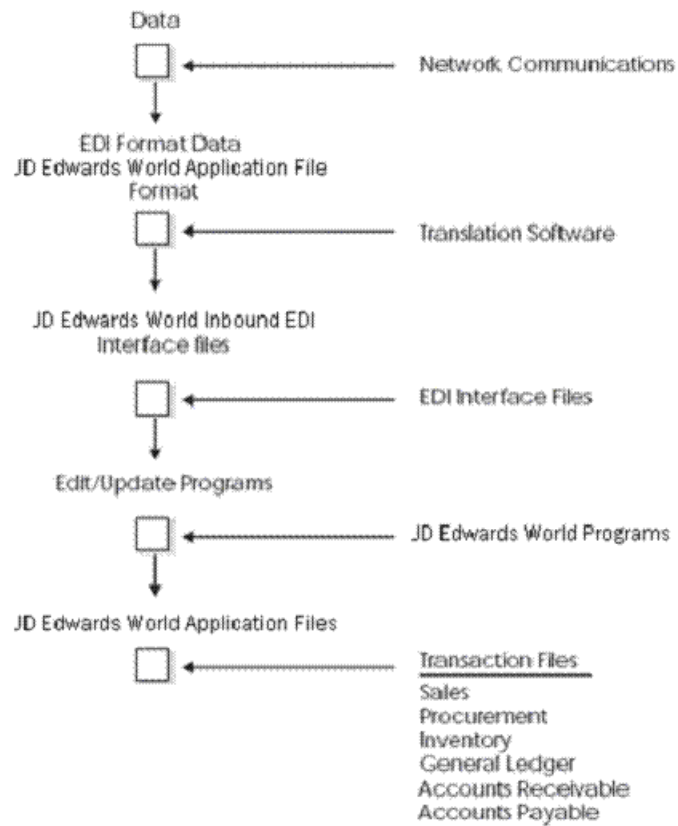 Data
Network Communications
EDI Format Data
JD Edwards World Application File
Format
Translation Software
JD Edwards World Inbound EDI
Interface files
EDI Interface Files
Edit/Update Programs
JD Edwards World Programs
JD Edwards World Application Files
Transaction Files
Sales
Procurement
Inventory
General Ledger
Accounts Receivable
Accounts Payable